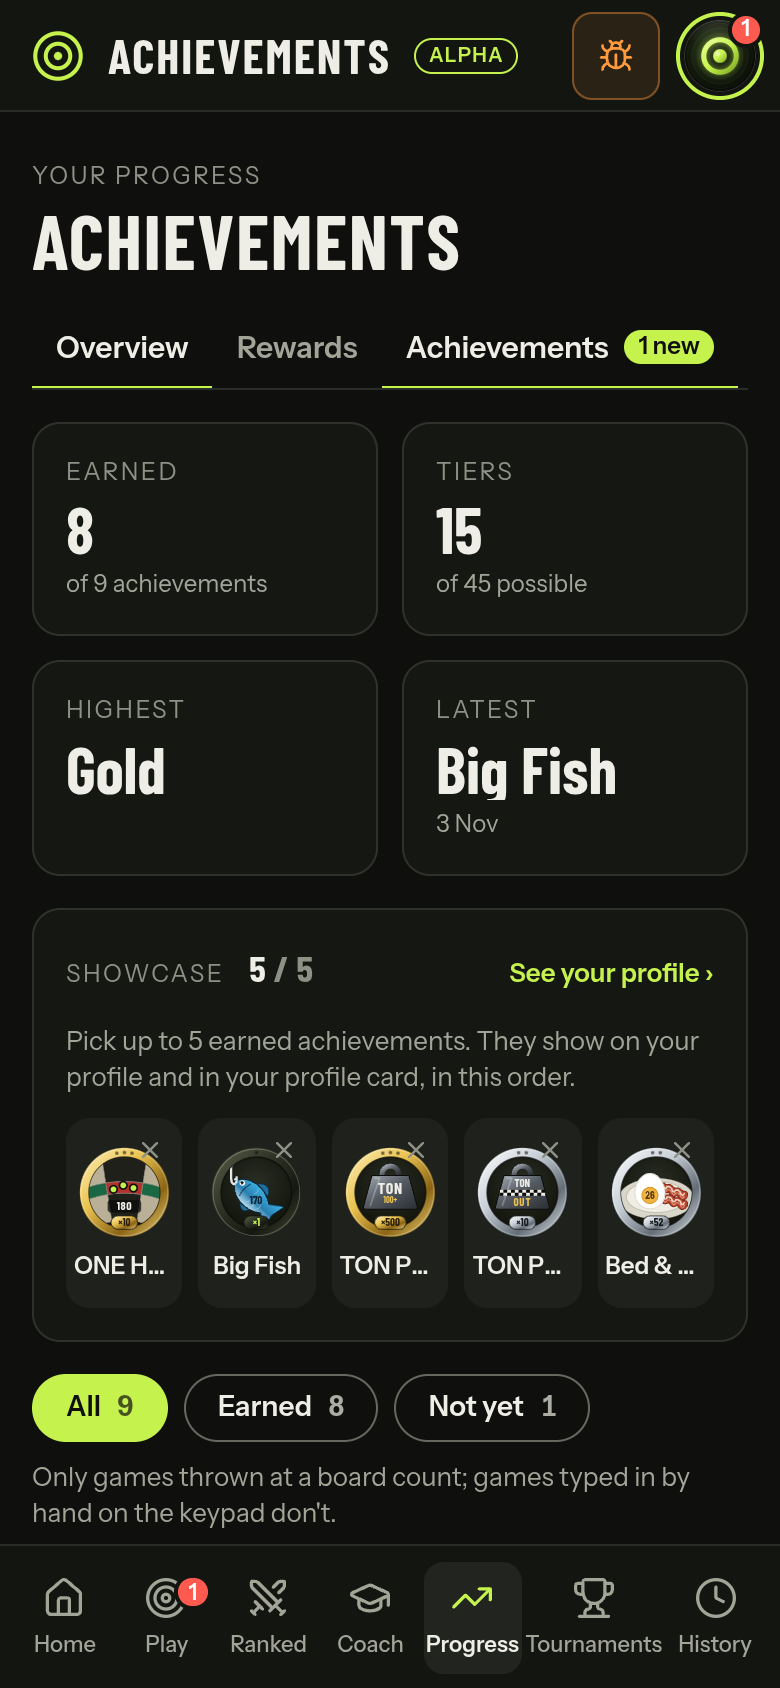 ACHIEVEMENTS ALPHA 1
YOUR PROGRESS
ACHIEVEMENTS
Overview Rewards Achievements 1 new
EARNED
8
of 9 achievements
TIERS
15
of 45 possible
HIGHEST
Gold
LATEST
Big Fish
3 Nov
SHOWCASE 5 / 5 See your profile ›
Pick up to 5 earned achievements. They show on your
profile and in your profile card, in this order.
180
×10
ONE H...
170
×1
Big Fish
TON
100+
×500
TON P...
TON
OUT
×10
TON P...
26
×52
Bed & ...
All 9 Earned 8 Not yet 1
Only games thrown at a board count; games typed in by
hand on the keypad don't.
1
Home Play Ranked Coach Progress Tournaments History